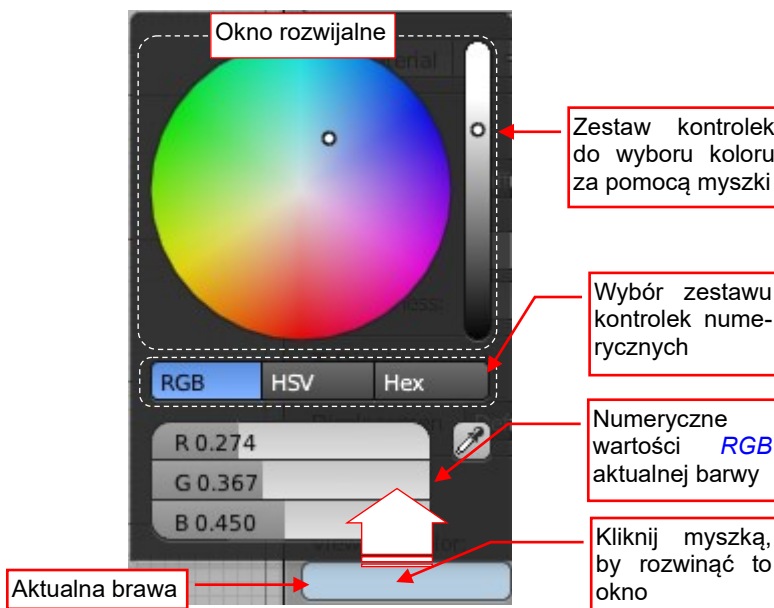 Okno rozwijalne
Zestaw kontrolek
do wyboru koloru
za pomocą myszki
Wybór zestawu
kontrolek nume-
rycznych
RGB HSV Hex
Numeryczne
wartości RGB
aktualnej barwy
R 0.274
G 0.367
B 0.450
Kliknij myszką,
by rozwinąć to
okno
Aktualna brawa